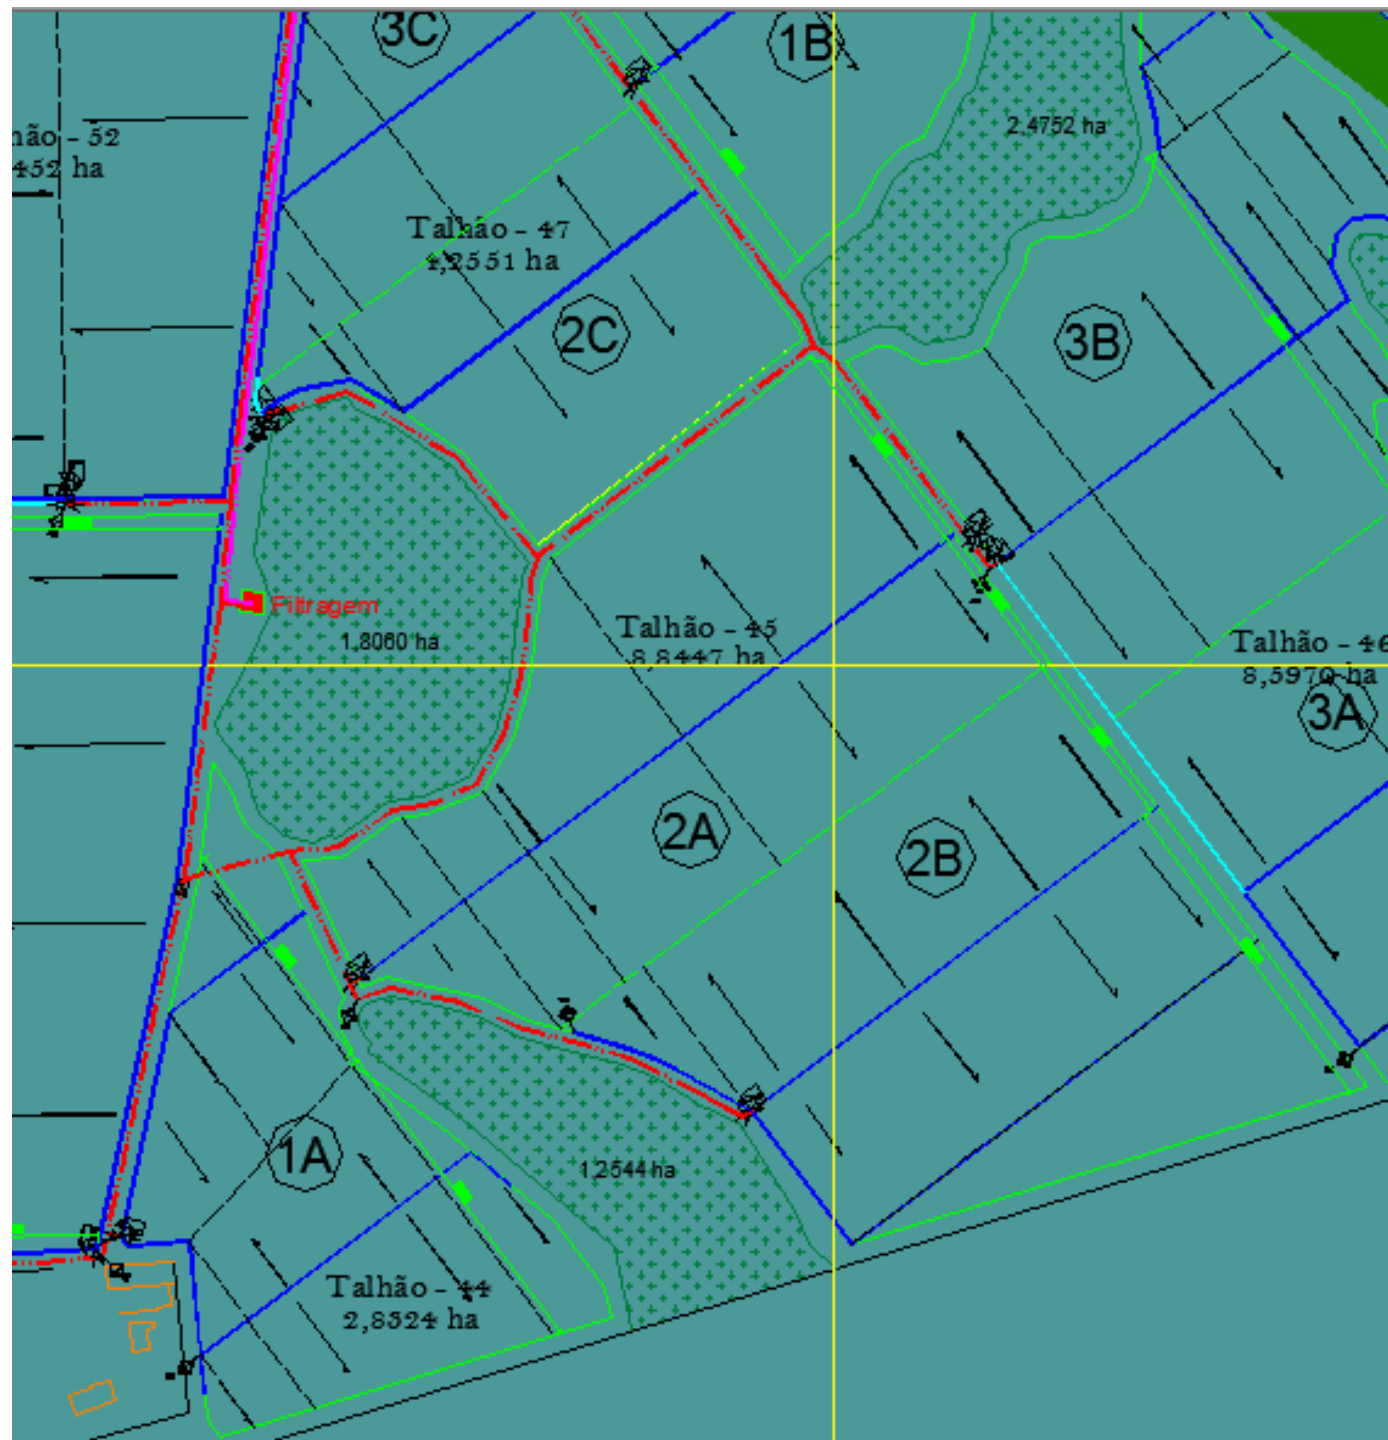 3C
1B
2,4752 ha
hão - 52
452 ha
Talhão - 47
4,2551 ha
2C
3B
Filtragem
1,8060 ha
Talhão - 45
8,8447 ha
Talhão - 46
8,5970 ha
3A
2A
2B
1A
1,2544 ha
Talhão - 44
2,8324 ha